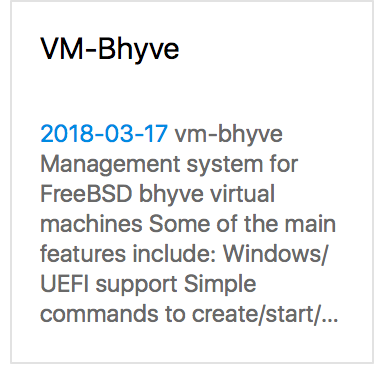 VM-Bhyve
2018-03-17 vm-bhyve
Management system for
FreeBSD bhyve virtual
machines Some of the main
features include: Windows/
UEFI support Simple
commands to create/start/...